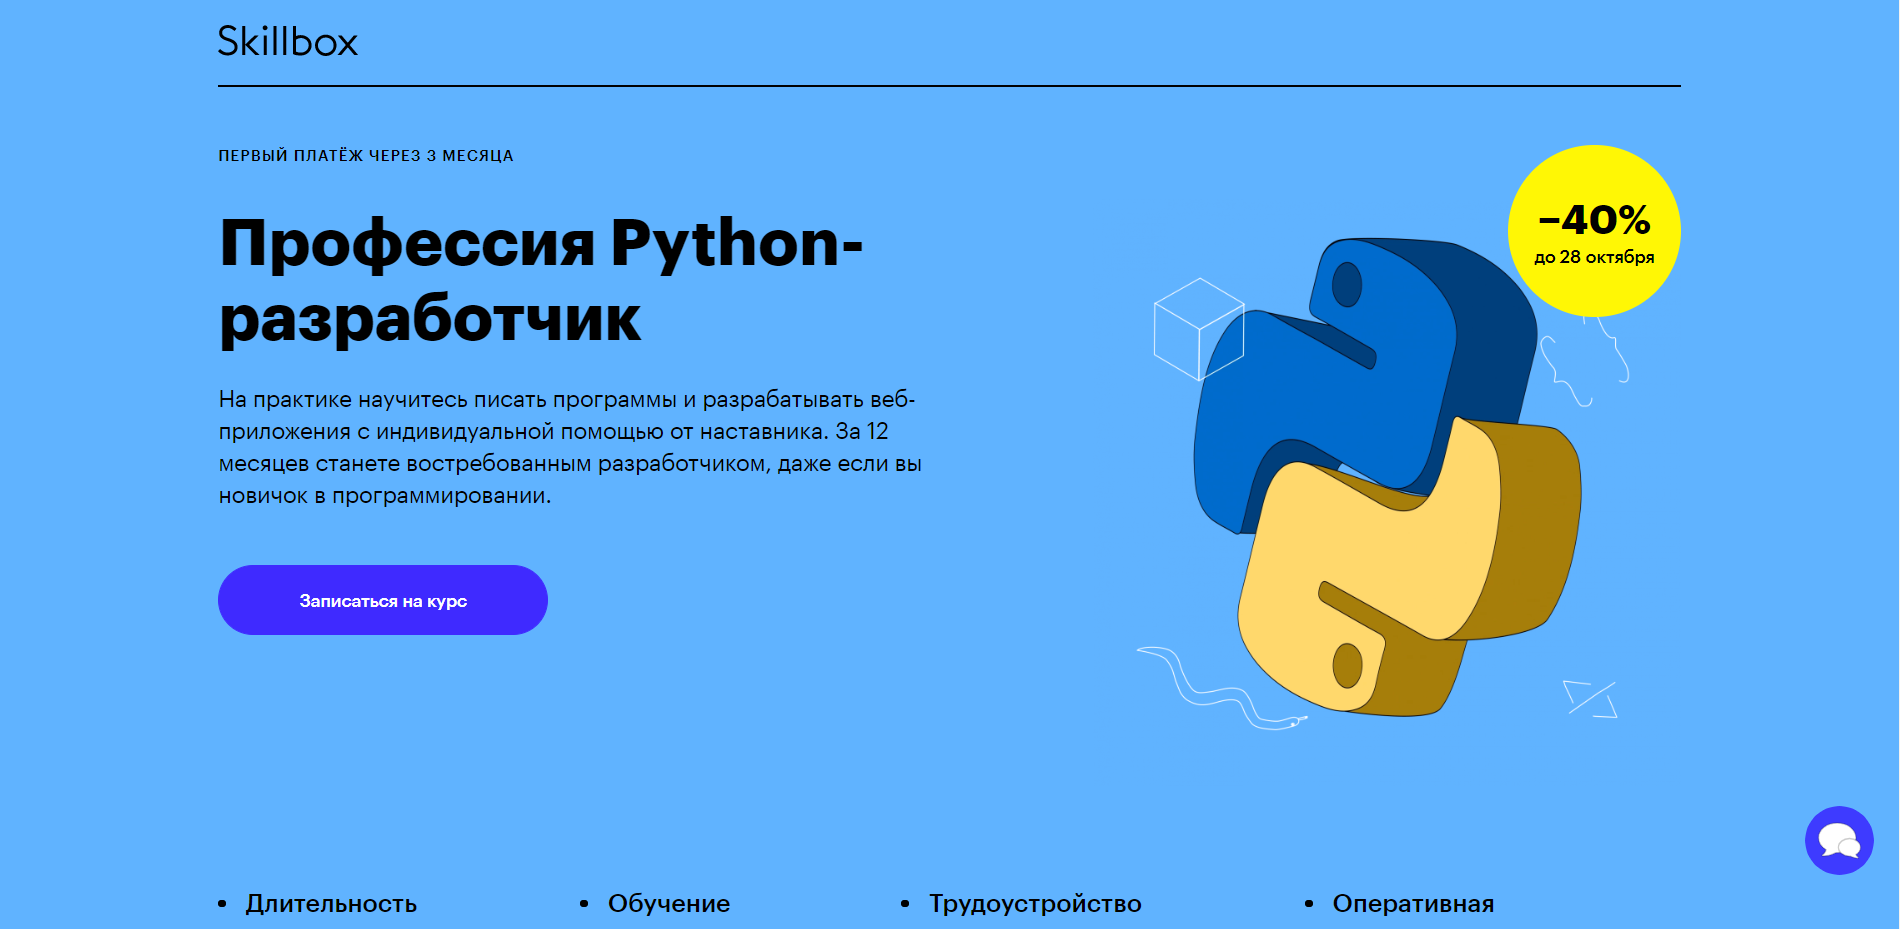 Skillbox
ПЕРВЫЙ ПЛАТЁЖ ЧЕРЕЗ 3 МЕСЯЦА
Профессия Python-
разработчик
На практике научитесь писать программы и разрабатывать веб-
приложения с индивидуальной помощью от наставника. За 12
месяцев станете востребованным разработчиком, даже если вы
новичок в программировании.
Записаться на курс
–40%
до 28 октября
Длительность
Обучение
Трудоустройство
Оперативная